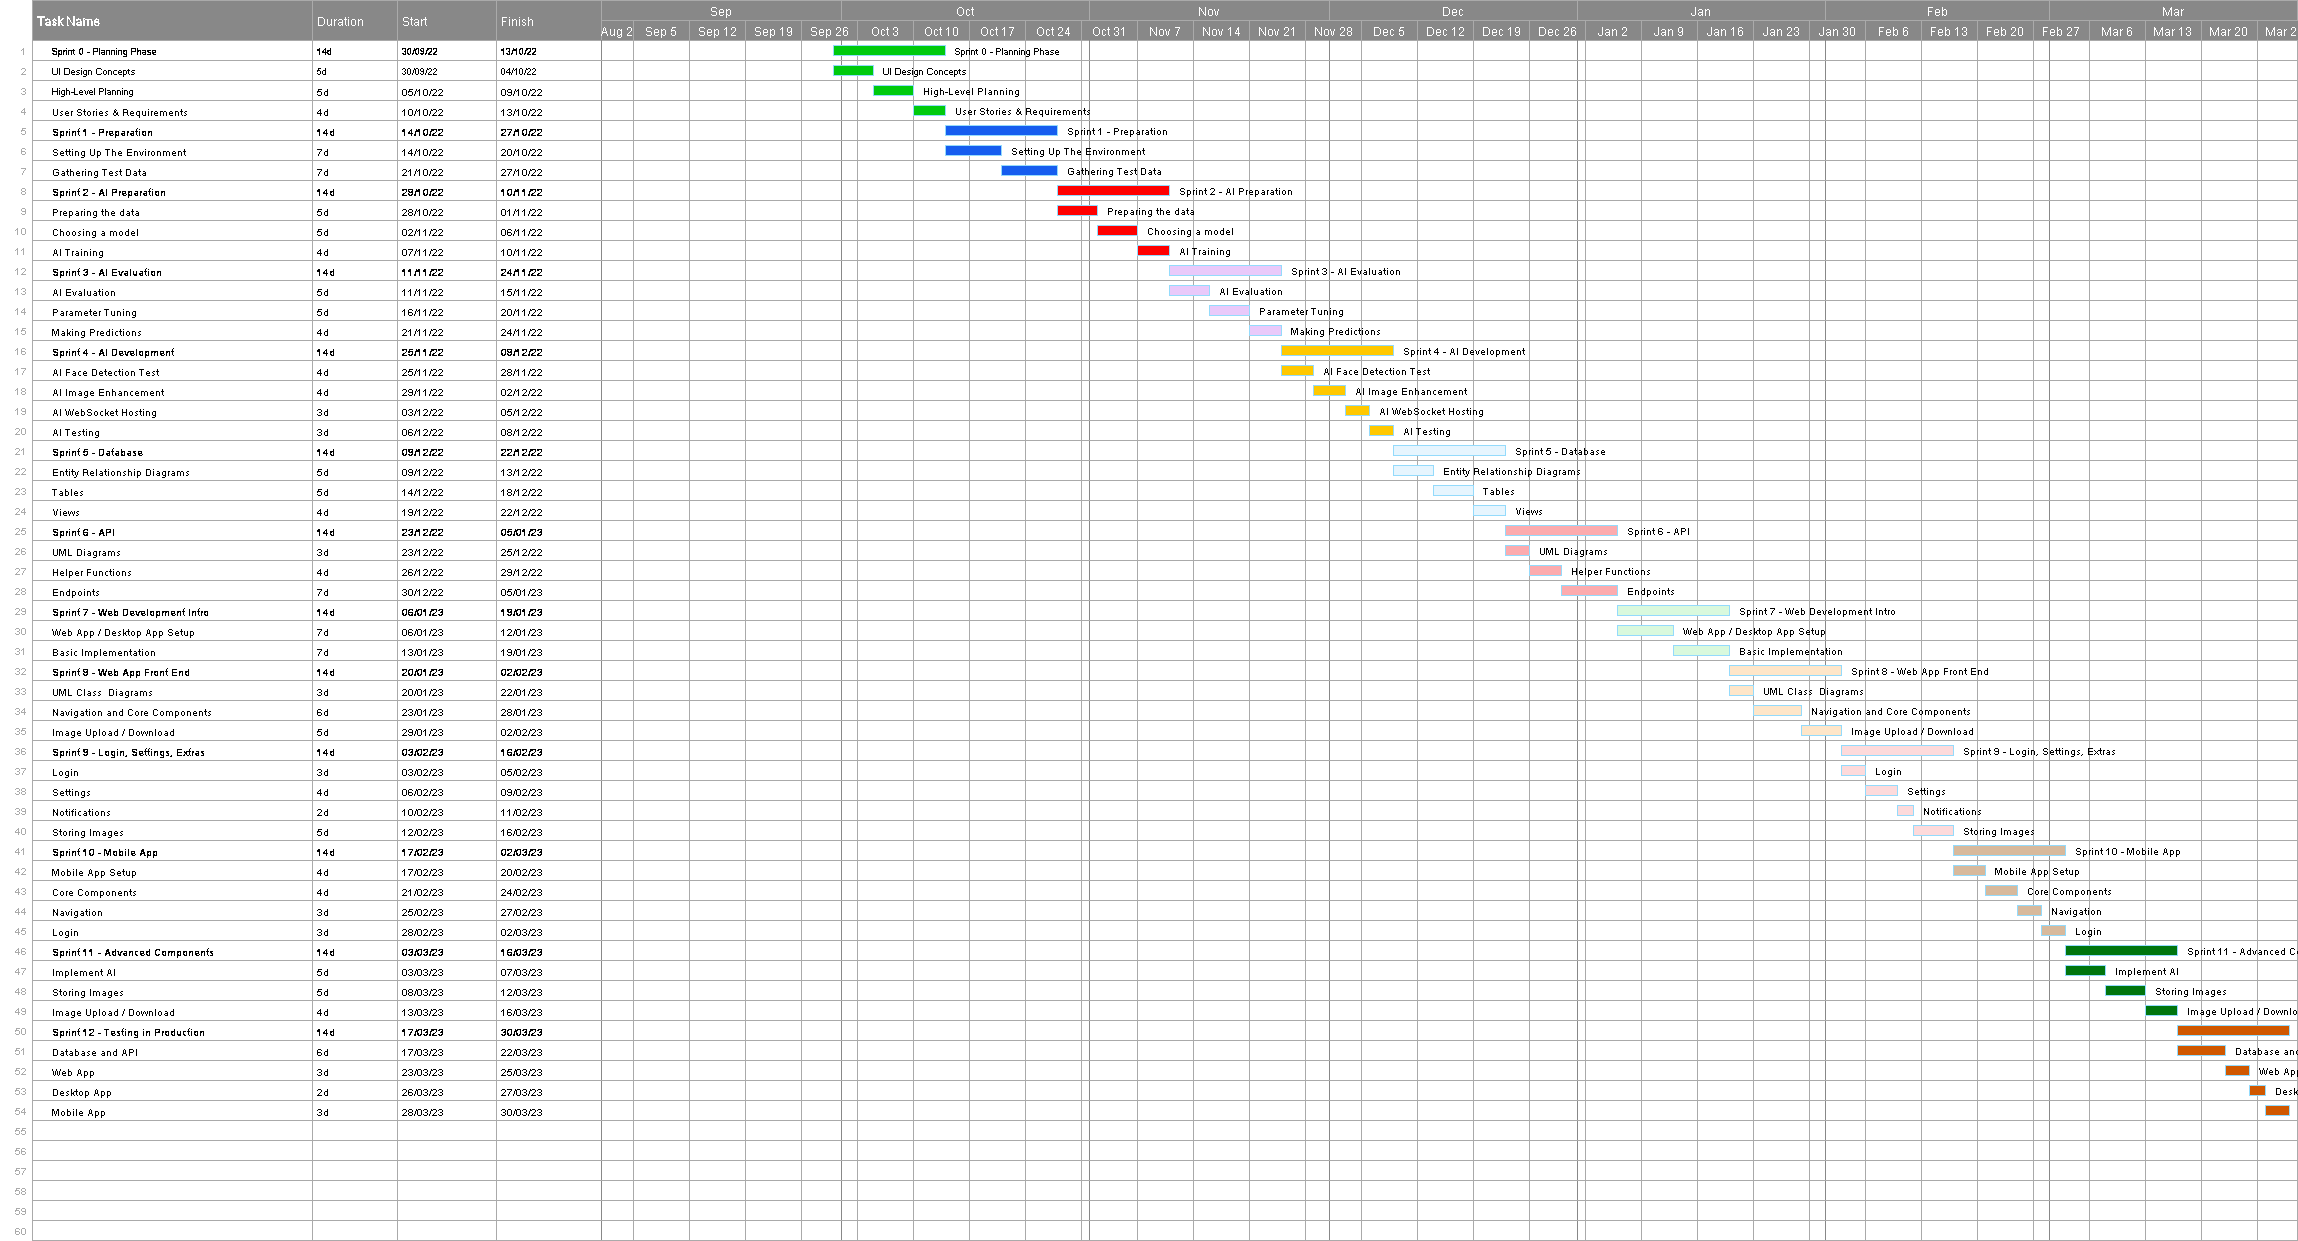 Sep Oct Nov Dec Jan Feb Mar
Task Name Duration Start Finish
Aug 2 Sep 5 Sep 12 Sep 19 Sep 26 Oct 3 Oct 10 Oct 17 Oct 24 Oct 31 Nov 7 Nov 14 Nov 21 Nov 28 Dec 5 Dec 12 Dec 19 Dec 26 Jan 2 Jan 9 Jan 16 Jan 23 Jan 30 Feb 6 Feb 13 Feb 20 Feb 27 Mar 6 Mar 13 Mar 20 Mar 2
1 Sprint 0 - Planning Phase 14d 30/09/22 13/10/22 Sprint 0 - Planning Phase
2 UI Design Concepts 5d 30/09/22 04/10/22 UI Design Concepts
3 High-Level Planning 5d 05/10/22 09/10/22 High-Level Planning
4 User Stories & Requirements 4d 10/10/22 13/10/22 User Stories & Requirements
5 Sprint 1 - Preparation 14d 14/10/22 27/10/22 Sprint 1 - Preparation
6 Setting Up The Environment 7d 14/10/22 20/10/22 Setting Up The Environment
7 Gathering Test Data 7d 21/10/22 27/10/22 Gathering Test Data
8 Sprint 2 - AI Preparation 14d 28/10/22 10/11/22 Sprint 2 - AI Preparation
9 Preparing the data 5d 28/10/22 01/11/22 Preparing the data
10 Choosing a model 5d 02/11/22 06/11/22 Choosing a model
11 AI Training 4d 07/11/22 10/11/22 AI Training
12 Sprint 3 - AI Evaluation 14d 11/11/22 24/11/22 Sprint 3 - AI Evaluation
13 AI Evaluation 5d 11/11/22 15/11/22 AI Evaluation
14 Parameter Tuning 5d 16/11/22 20/11/22 Parameter Tuning
15 Making Predictions 4d 21/11/22 24/11/22 Making Predictions
16 Sprint 4 - AI Development 14d 25/11/22 08/12/22 Sprint 4 - AI Development
17 AI Face Detection Test 4d 25/11/22 28/11/22 AI Face Detection Test
18 AI Image Enhancement 4d 29/11/22 02/12/22 AI Image Enhancement
19 AI WebSocket Hosting 3d 03/12/22 05/12/22 AI WebSocket Hosting
20 AI Testing 3d 06/12/22 08/12/22 AI Testing
21 Sprint 5 - Database 14d 09/12/22 22/12/22 Sprint 5 - Database
22 Entity Relationship Diagrams 5d 09/12/22 13/12/22 Entity Relationship Diagrams
23 Tables 5d 14/12/22 18/12/22 Tables
24 Views 4d 19/12/22 22/12/22 Views
25 Sprint 6 - API 14d 23/12/22 05/01/23 Sprint 6 - API
26 UML Diagrams 3d 23/12/22 25/12/22 UML Diagrams
27 Helper Functions 4d 26/12/22 29/12/22 Helper Functions
28 Endpoints 7d 30/12/22 05/01/23 Endpoints
29 Sprint 7 - Web Development Intro 14d 06/01/23 19/01/23 Sprint 7 - Web Development Intro
30 Web App / Desktop App Setup 7d 06/01/23 12/01/23 Web App / Desktop App Setup
31 Basic Implementation 7d 13/01/23 19/01/23 Basic Implementation
32 Sprint 8 - Web App Front End 14d 20/01/23 02/02/23 Sprint 8 - Web App Front End
33 UML Class Diagrams 3d 20/01/23 22/01/23 UML Class Diagrams
34 Navigation and Core Components 6d 23/01/23 28/01/23 Navigation and Core Components
35 Image Upload / Download 5d 29/01/23 02/02/23 Image Upload / Download
36 Sprint 9 - Login, Settings, Extras 14d 03/02/23 16/02/23 Sprint 9 - Login, Settings, Extras
37 Login 3d 03/02/23 05/02/23 Login
38 Settings 4d 06/02/23 09/02/23 Settings
39 Notifications 2d 10/02/23 11/02/23 Notifications
40 Storing Images 5d 12/02/23 16/02/23 Storing Images
41 Sprint 10 - Mobile App 14d 17/02/23 02/03/23 Sprint 10 - Mobile App
42 Mobile App Setup 4d 17/02/23 20/02/23 Mobile App Setup
43 Core Components 4d 21/02/23 24/02/23 Core Components
44 Navigation 3d 25/02/23 27/02/23 Navigation
45 Login 3d 28/02/23 02/03/23 Login
46 Sprint 11 - Advanced Components 14d 03/03/23 16/03/23 Sprint 11 - Advanced C
47 Implement AI 5d 03/03/23 07/03/23 Implement AI
48 Storing Images 5d 08/03/23 12/03/23 Storing Images
49 Image Upload / Download 4d 13/03/23 16/03/23 Image Upload / Downlo
50 Sprint 12 - Testing in Production 14d 17/03/23 30/03/23
51 Database and API 6d 17/03/23 22/03/23 Database and
52 Web App 3d 23/03/23 25/03/23 Web App
53 Desktop App 2d 26/03/23 27/03/23 Desk
54 Mobile App 3d 28/03/23 30/03/23
55
56
57
58
59
60